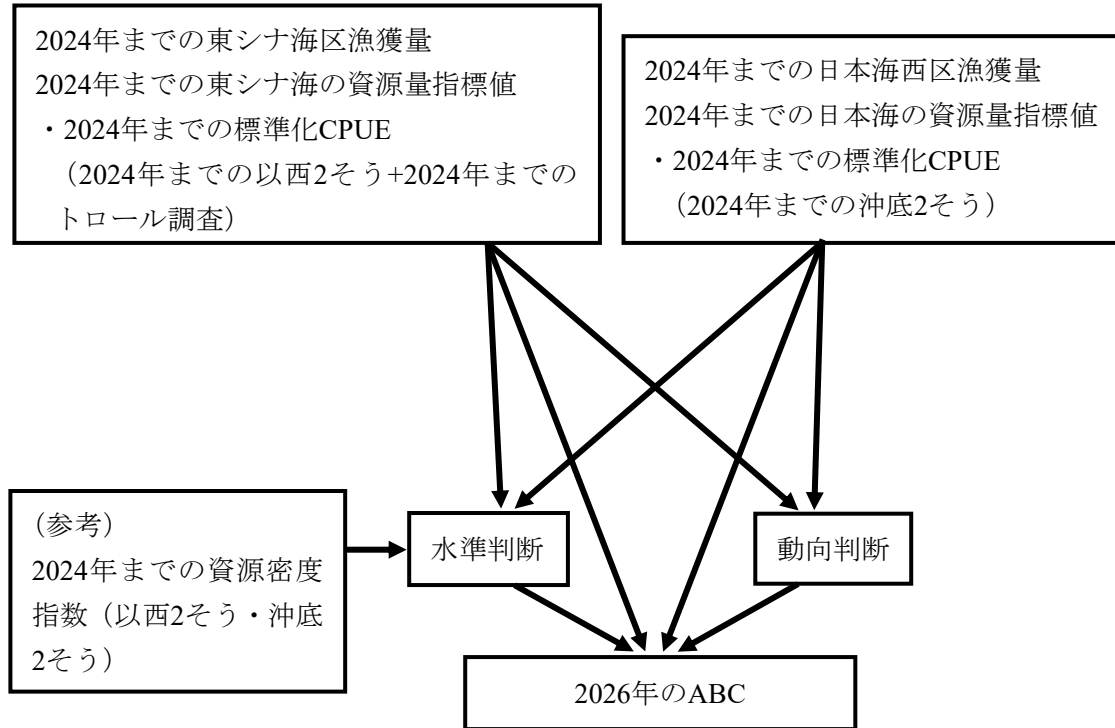 2024年までの東シナ海区漁獲量
2024年までの東シナ海の資源量指標値
・2024年までの標準化CPUE
（2024年までの以西2そう+2024年までの
トロール調査）
2024年までの日本海西区漁獲量
2024年までの日本海の資源量指標値
・2024年までの標準化CPUE
（2024年までの沖底2そう）
（参考）
2024年までの資源密度
指数（以西2そう・沖底
2そう）
水準判断
動向判断
2026年のABC